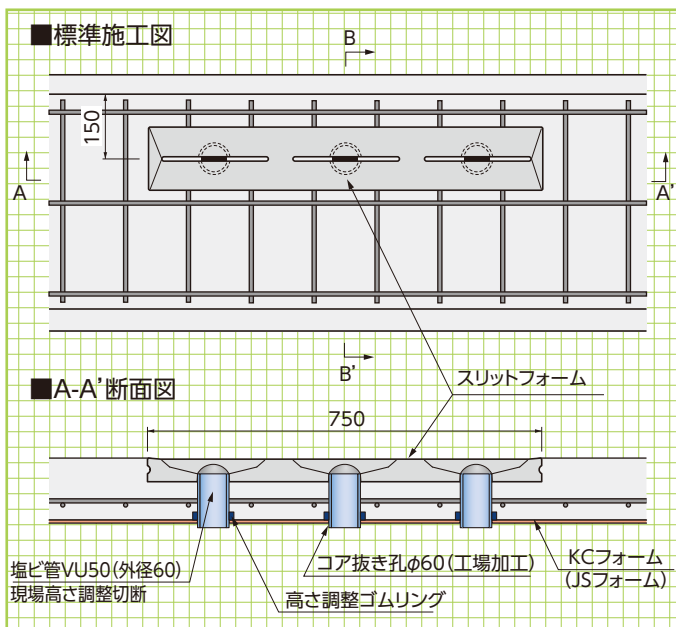 ■標準施工図
B
150
A
A'
B'
スリットフォーム
■A-A'断面図
750
塩ビ管VU50(外径60)
現場高さ調整切断
コア抜き孔φ60(工場加工)
高さ調整ゴムリング
KCフォーム
(JSフォーム)